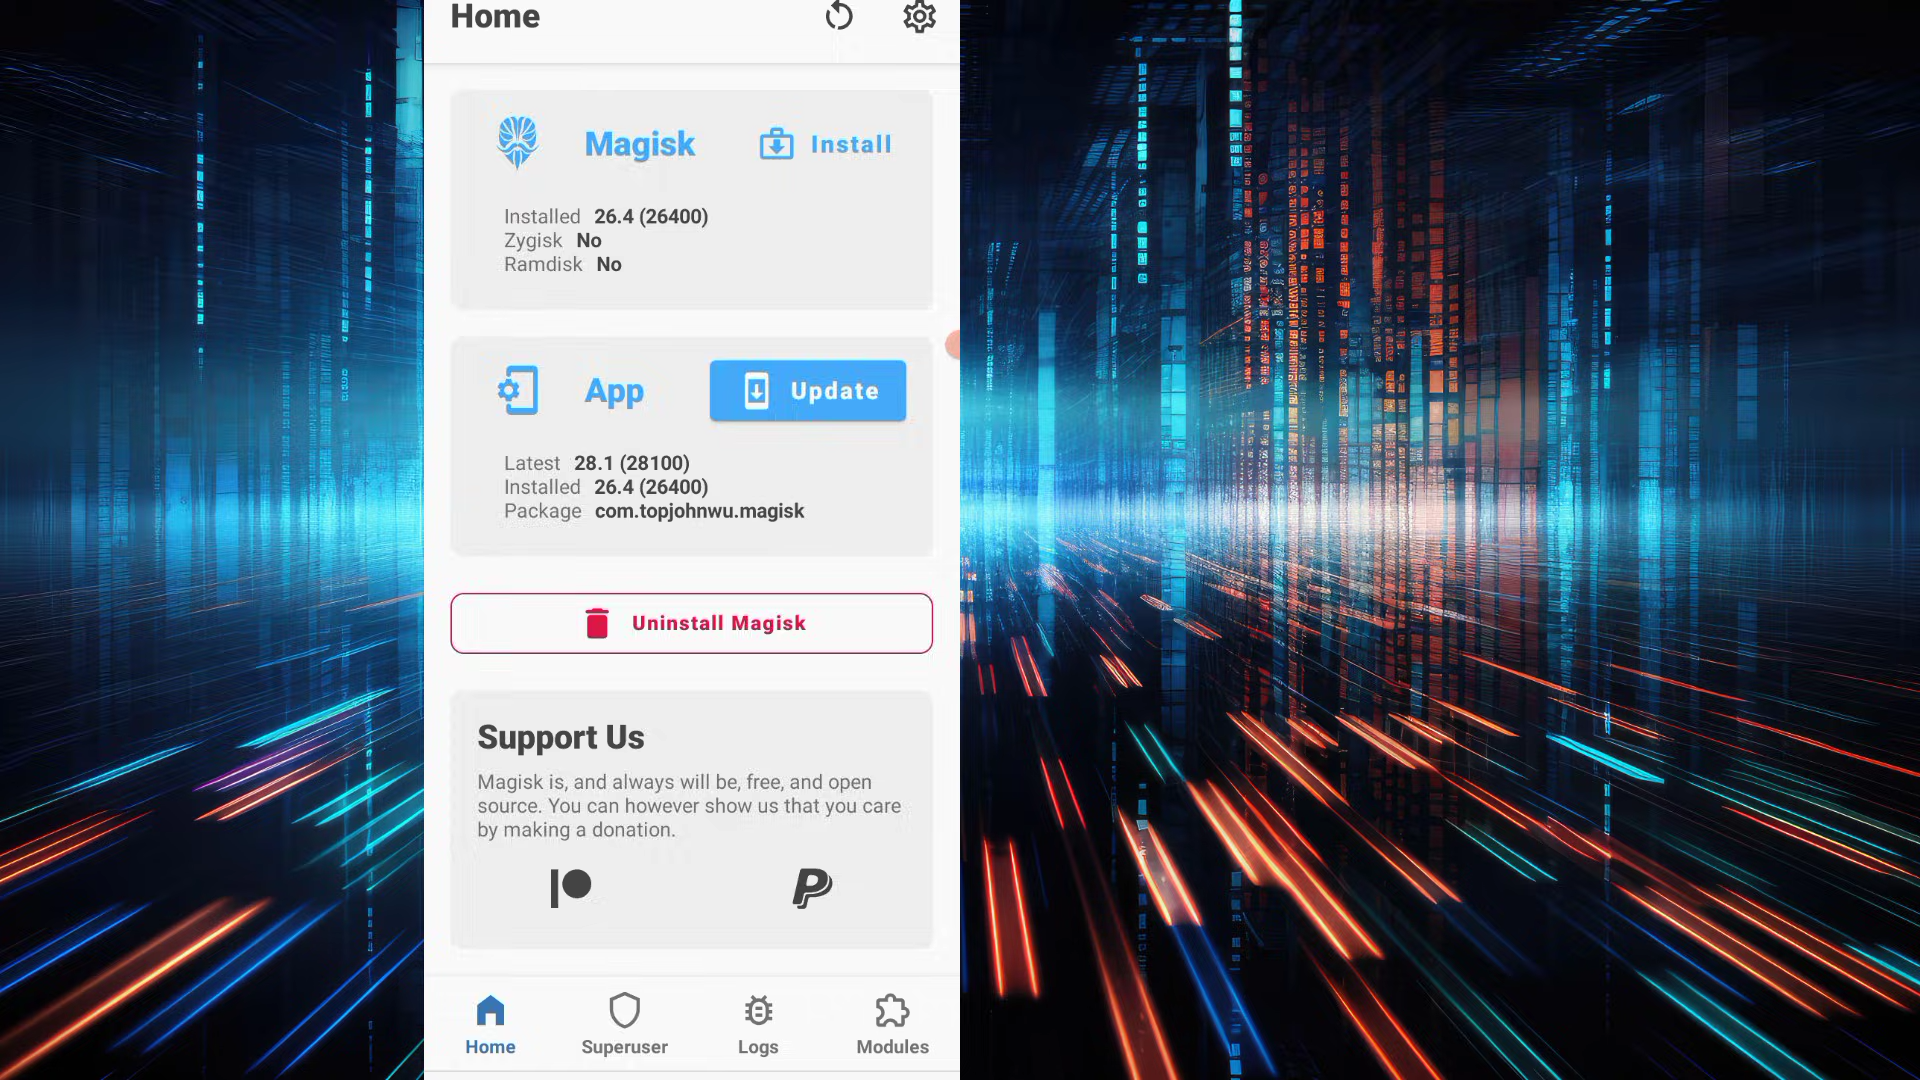 Home
Magisk
Install
Installed 26.4 (26400)
Zygisk No
Ramdisk No
App
Update
Latest 28.1 (28100)
Installed 26.4 (26400)
Package com.topjohnwu.magisk
Uninstall Magisk
Support Us
Magisk is, and always will be, free, and open
source. You can however show us that you care
by making a donation.
Home
Superuser
Logs
Modules